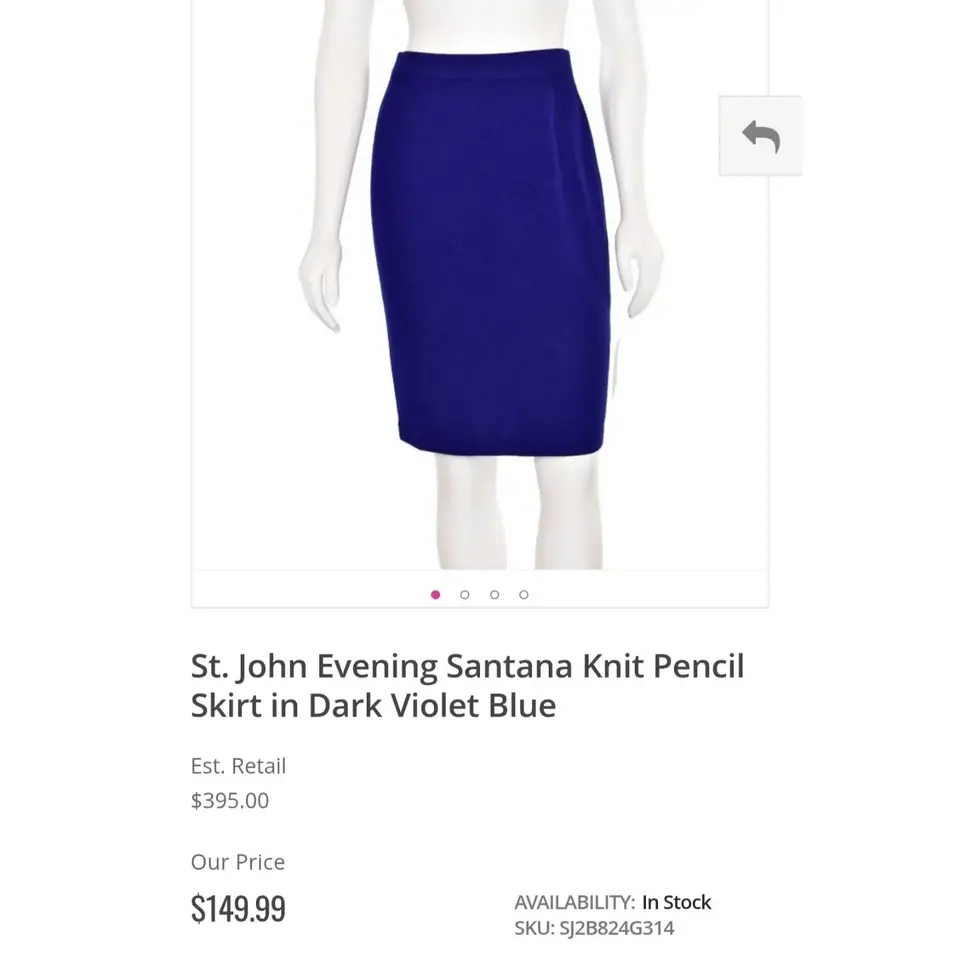 St. John Evening Santana Knit Pencil
Skirt in Dark Violet Blue
Est. Retail
$395.00
Our Price
$149.99
AVAILABILITY: In Stock
SKU: SJ2B824G314